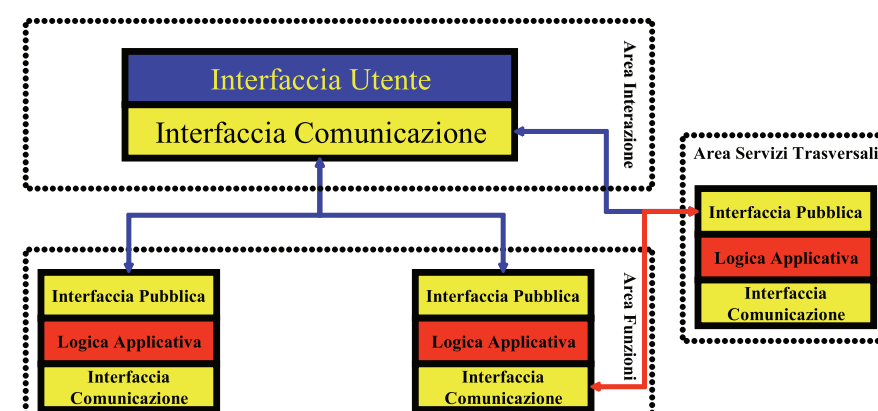 Interfaccia Utente
Interfaccia Comunicazione
Area Interazione
Area Servizi Trasversali
Interfaccia Pubblica
Logica Applicativa
Interfaccia
Comunicazione
Interfaccia Pubblica
Logica Applicativa
Interfaccia
Comunicazione
Interfaccia Pubblica
Logica Applicativa
Interfaccia
Comunicazione
Area Funzioni